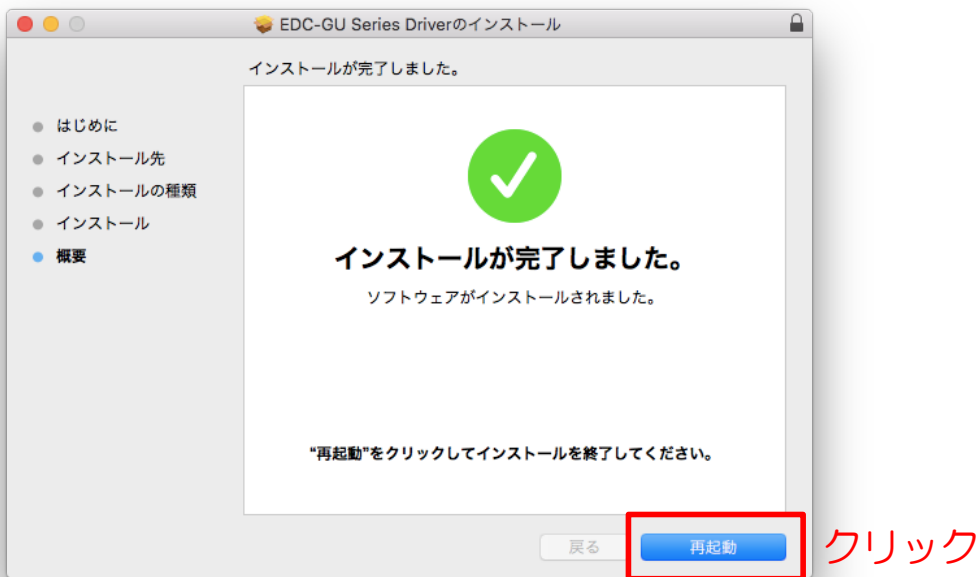 EDC-GU Series Driverのインストール
インストールが完了しました。
はじめに
インストール先
インストールの種類
インストール
概要
インストールが完了しました。
ソフトウェアがインストールされました。
“再起動”をクリックしてインストールを終了してください。
戻る
再起動
クリック